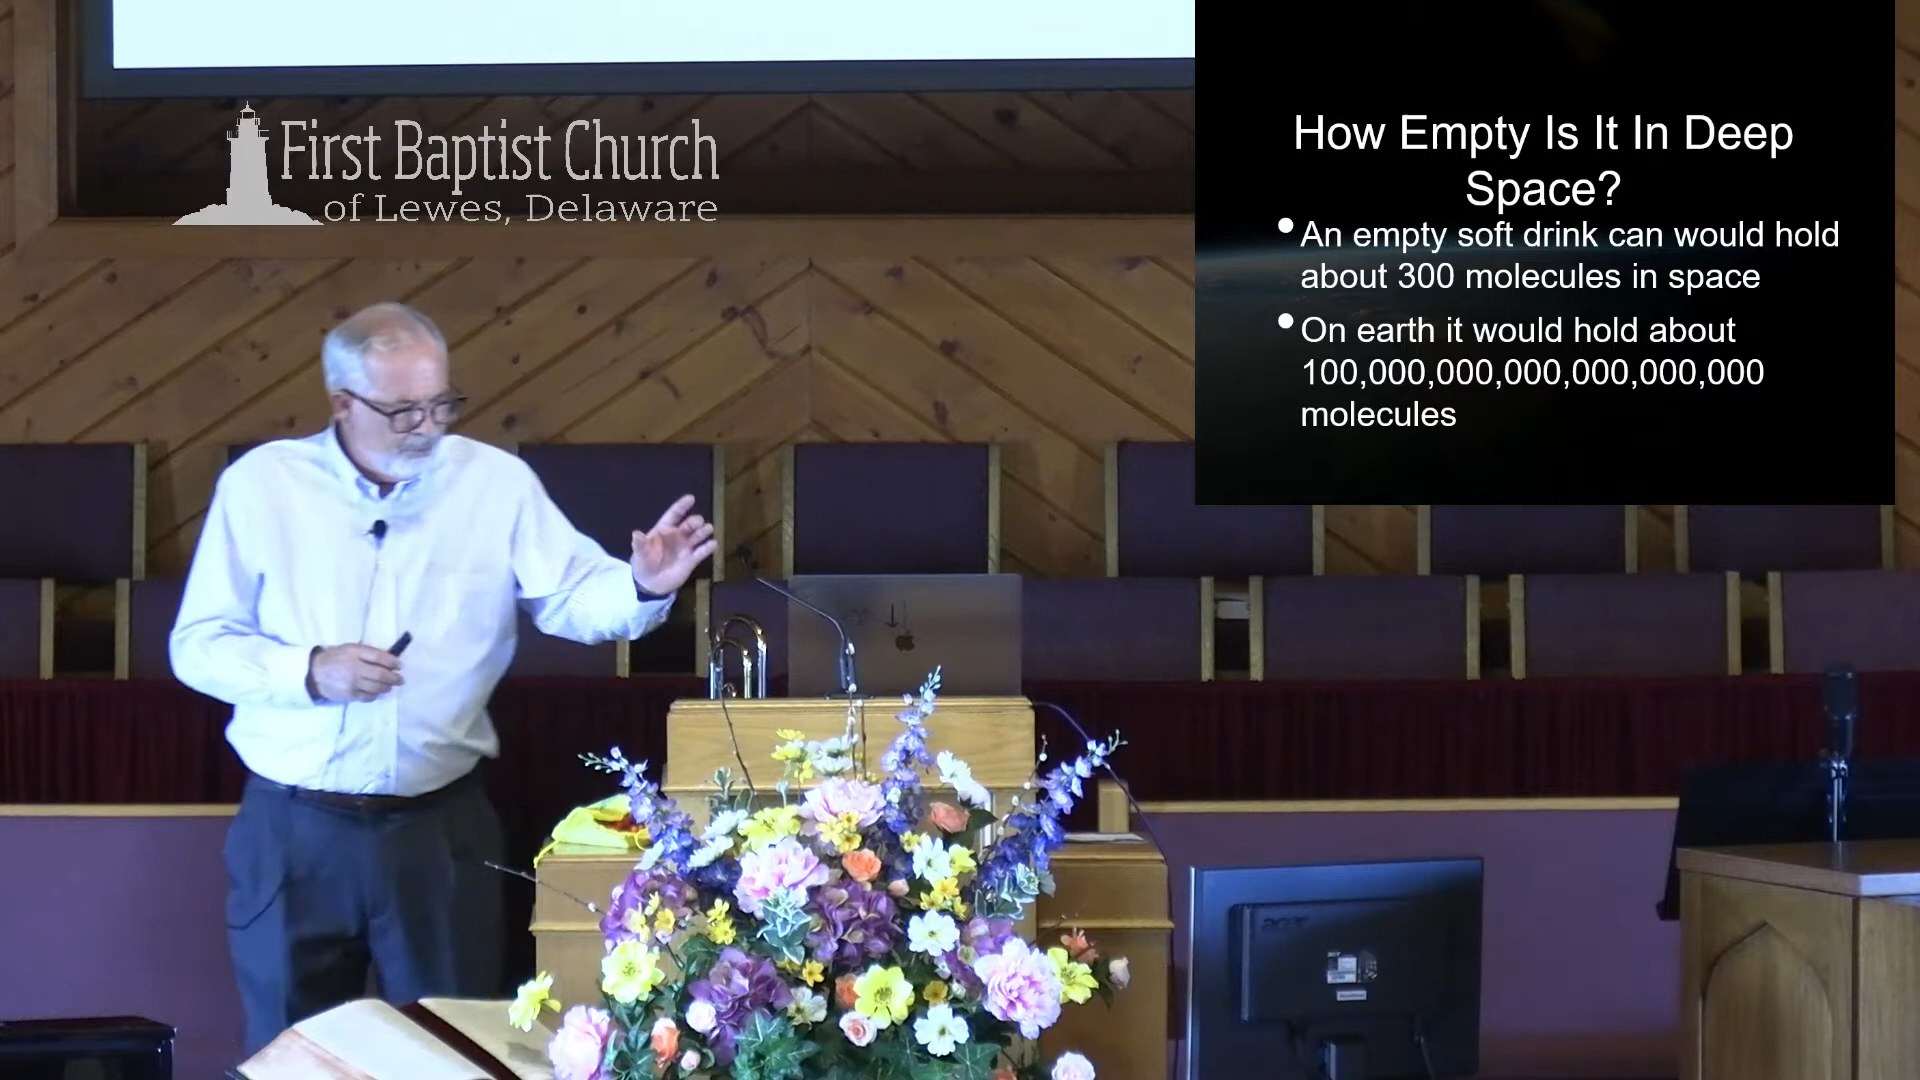 First Baptist Church
of Lewes, Delaware
How Empty Is It In Deep
Space?
• An empty soft drink can would hold
about 300 molecules in space
• On earth it would hold about
100,000,000,000,000,000,000
molecules
acer